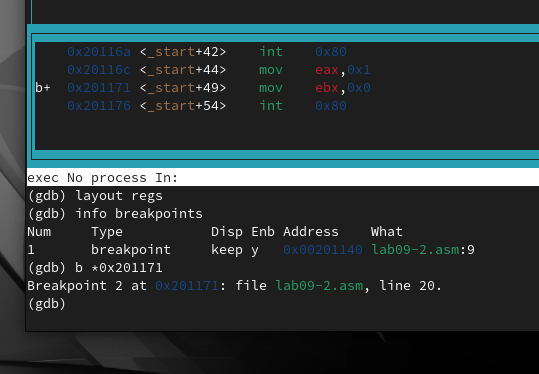 0x20116a <_start+42> int 0x80
0x20116c <_start+44> mov eax,0x1
b+ 0x201171 <_start+49> mov ebx,0x0
0x201176 <_start+54> int 0x80
exec No process In:
(gdb) layout regs
(gdb) info breakpoints
Num Type Disp Enb Address What
1 breakpoint keep y 0x00201140 lab09-2.asm:9
(gdb) b *0x201171
Breakpoint 2 at 0x201171: file lab09-2.asm, line 20.
(gdb)